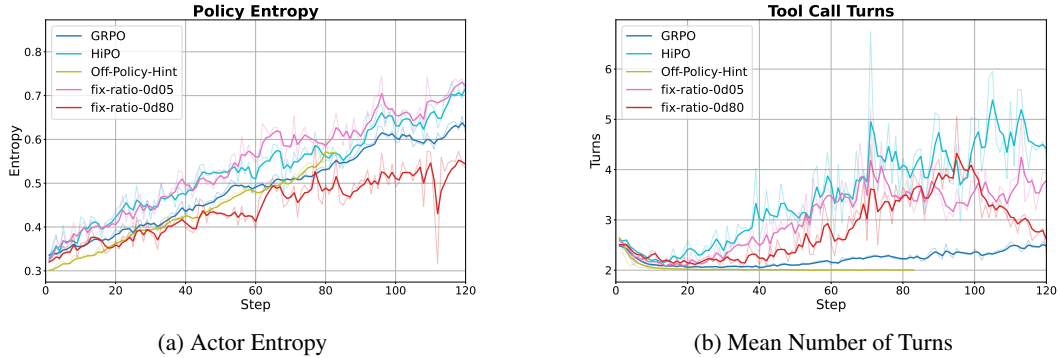 Policy Entropy
GRPO
HiPO
Off-Policy-Hint
fix-ratio-0d05
fix-ratio-0d80
0.8
0.7
0.6
0.5
0.4
0.3
Entropy
0 20 40 60 80 100 120
Step
(a) Actor Entropy
Tool Call Turns
GRPO
HiPO
Off-Policy-Hint
fix-ratio-0d05
fix-ratio-0d80
6
5
4
3
2
Turns
0 20 40 60 80 100 120
Step
(b) Mean Number of Turns